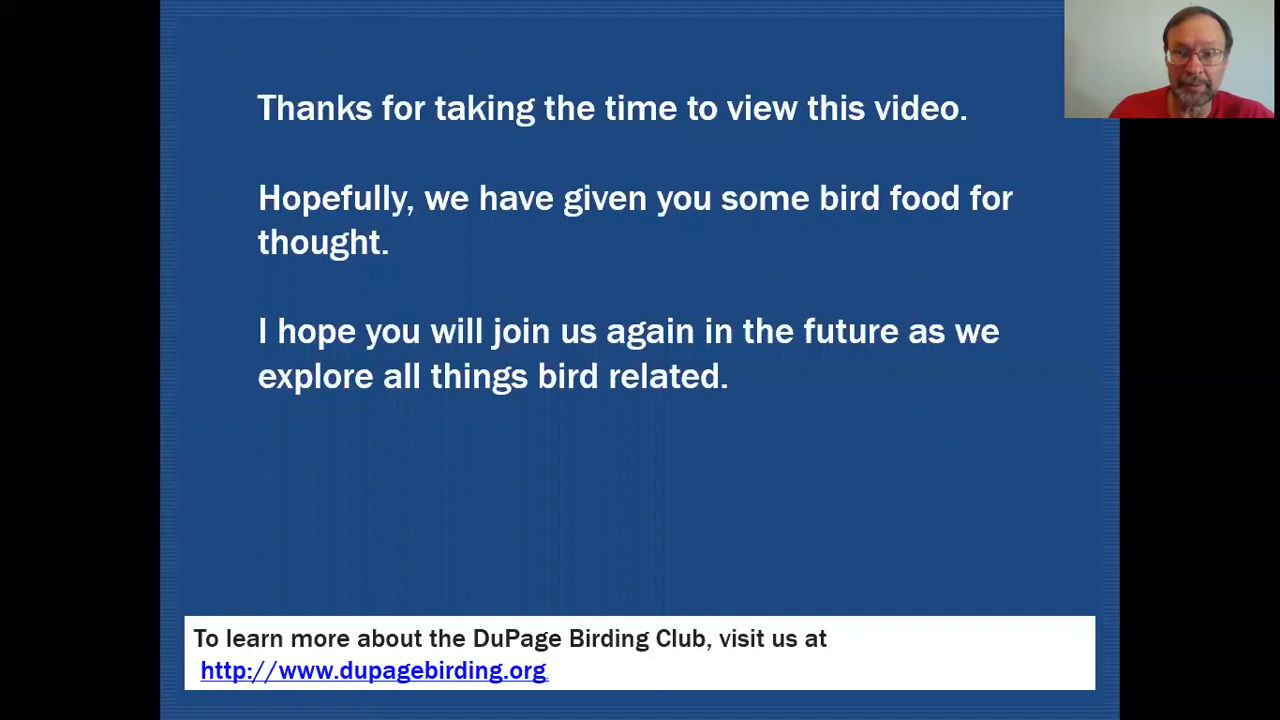 Thanks for taking the time to view this video.
Hopefully, we have given you some bird food for
thought.
I hope you will join us again in the future as we
explore all things bird related.
To learn more about the DuPage Birding Club, visit us at
http://www.dupagebirding.org